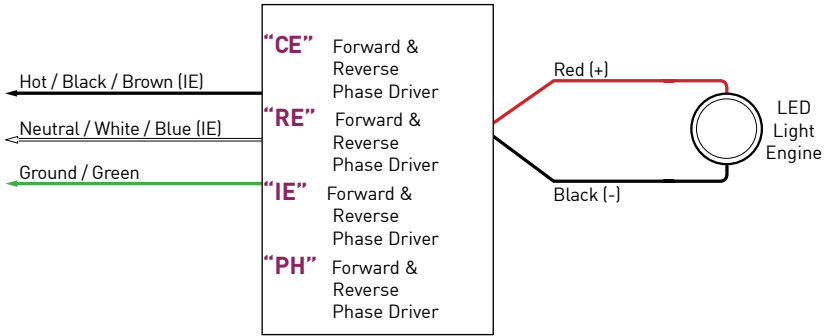 Hot / Black / Brown (IE)
Neutral / White / Blue (IE)
Ground / Green
“CE” Forward &
Reverse
Phase Driver
“RE” Forward &
Reverse
Phase Driver
“IE” Forward &
Reverse
Phase Driver
“PH” Forward &
Reverse
Phase Driver
Red (+)
Black (-)
LED
Light
Engine